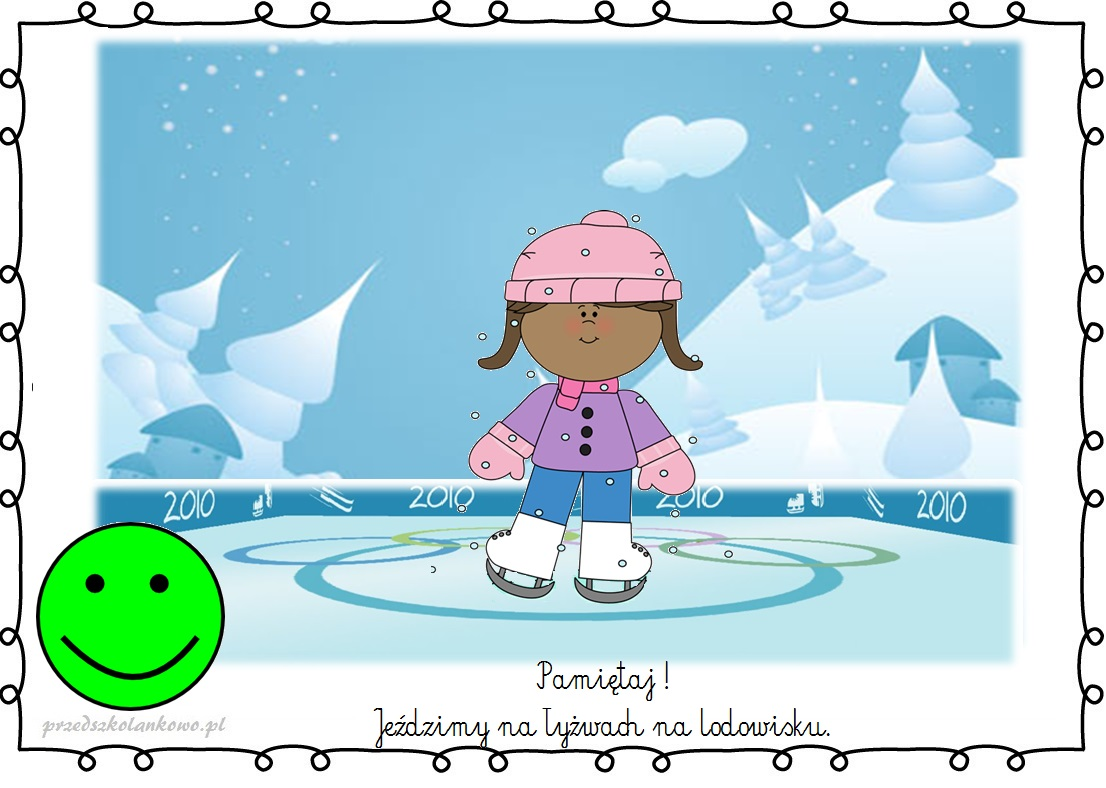 2010 2010 2010 2010
Pamiętaj !
Jeździmy na łyżwach na lodowisku.
przedszkolankowo.pl